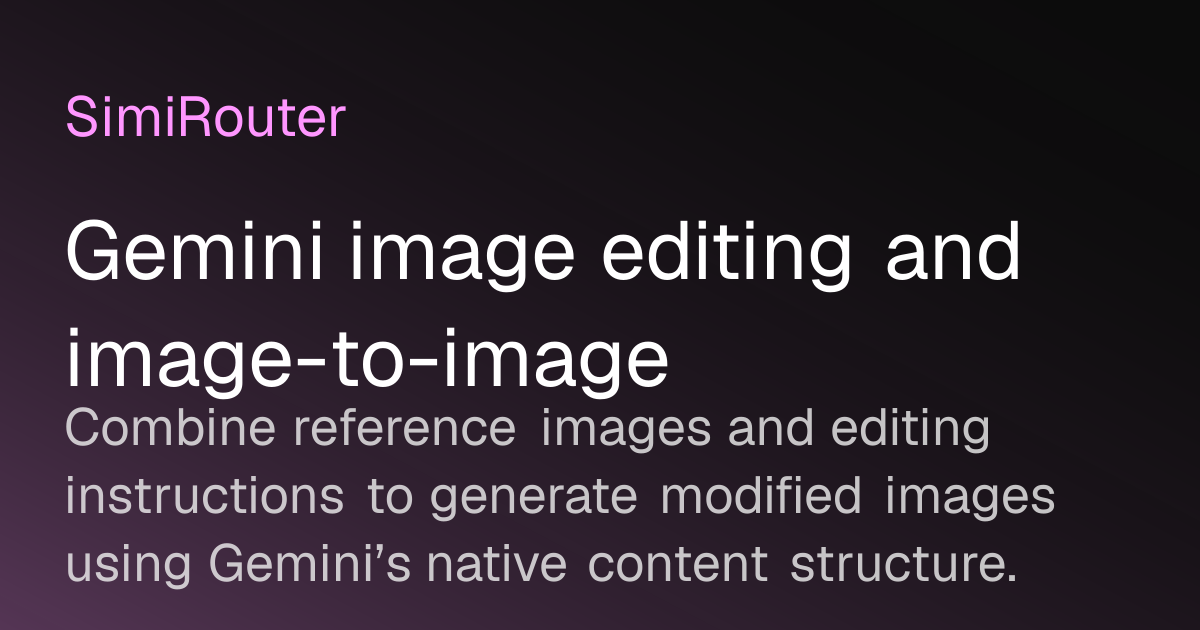 SimiRouter
Gemini image editing and
image-to-image
Combine reference images and editing
instructions to generate modified images
using Gemini’s native content structure.